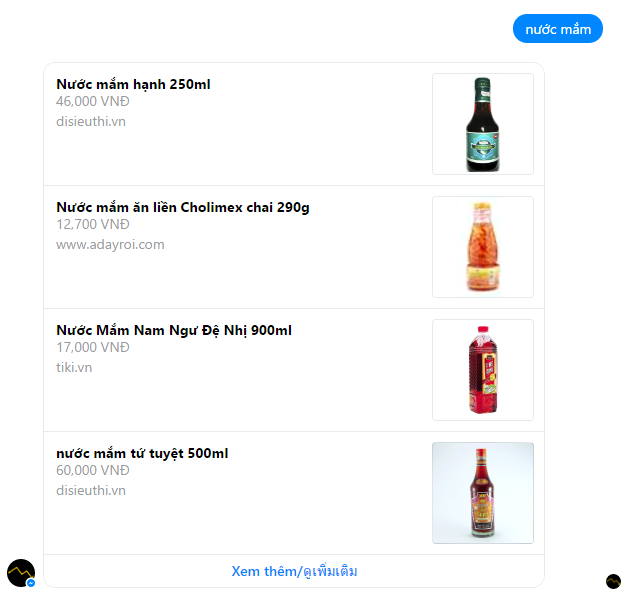 nước mắm
Nước mắm hạnh 250ml
46,000 VNĐ
disieuthi.vn
Nước mắm ăn liền Cholimex chai 290g
12,700 VNĐ
www.adayroi.com
Nước Mắm Nam Ngư Đệ Nhị 900ml
17,000 VNĐ
tiki.vn
nước mắm tứ tuyệt 500ml
60,000 VNĐ
disieuthi.vn
Xem thêm/ดูเพิ่มเติม